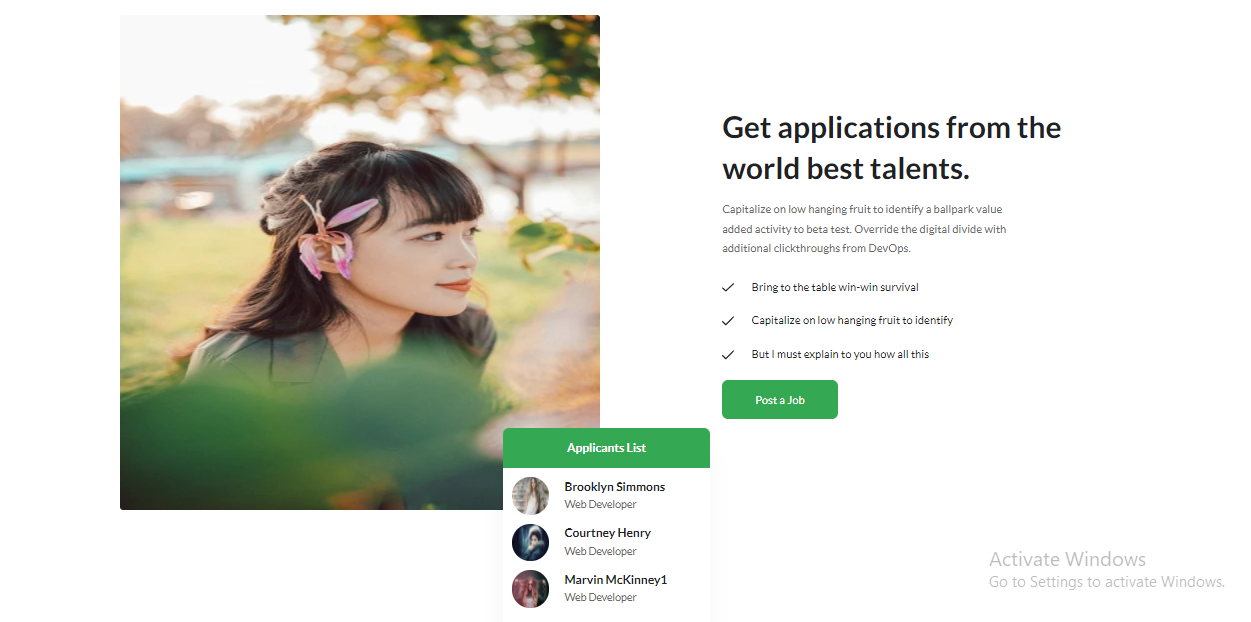 Get applications from the
world best talents.
Capitalize on low hanging fruit to identify a ballpark value
added activity to beta test. Override the digital divide with
additional clickthroughs from DevOps.
Bring to the table win-win survival
Capitalize on low hanging fruit to identify
But I must explain to you how all this
Post a Job
Applicants List
Brooklyn Simmons
Web Developer
Courtney Henry
Web Developer
Marvin McKinney1
Web Developer
Activate Windows
Go to Settings to activate Windows.